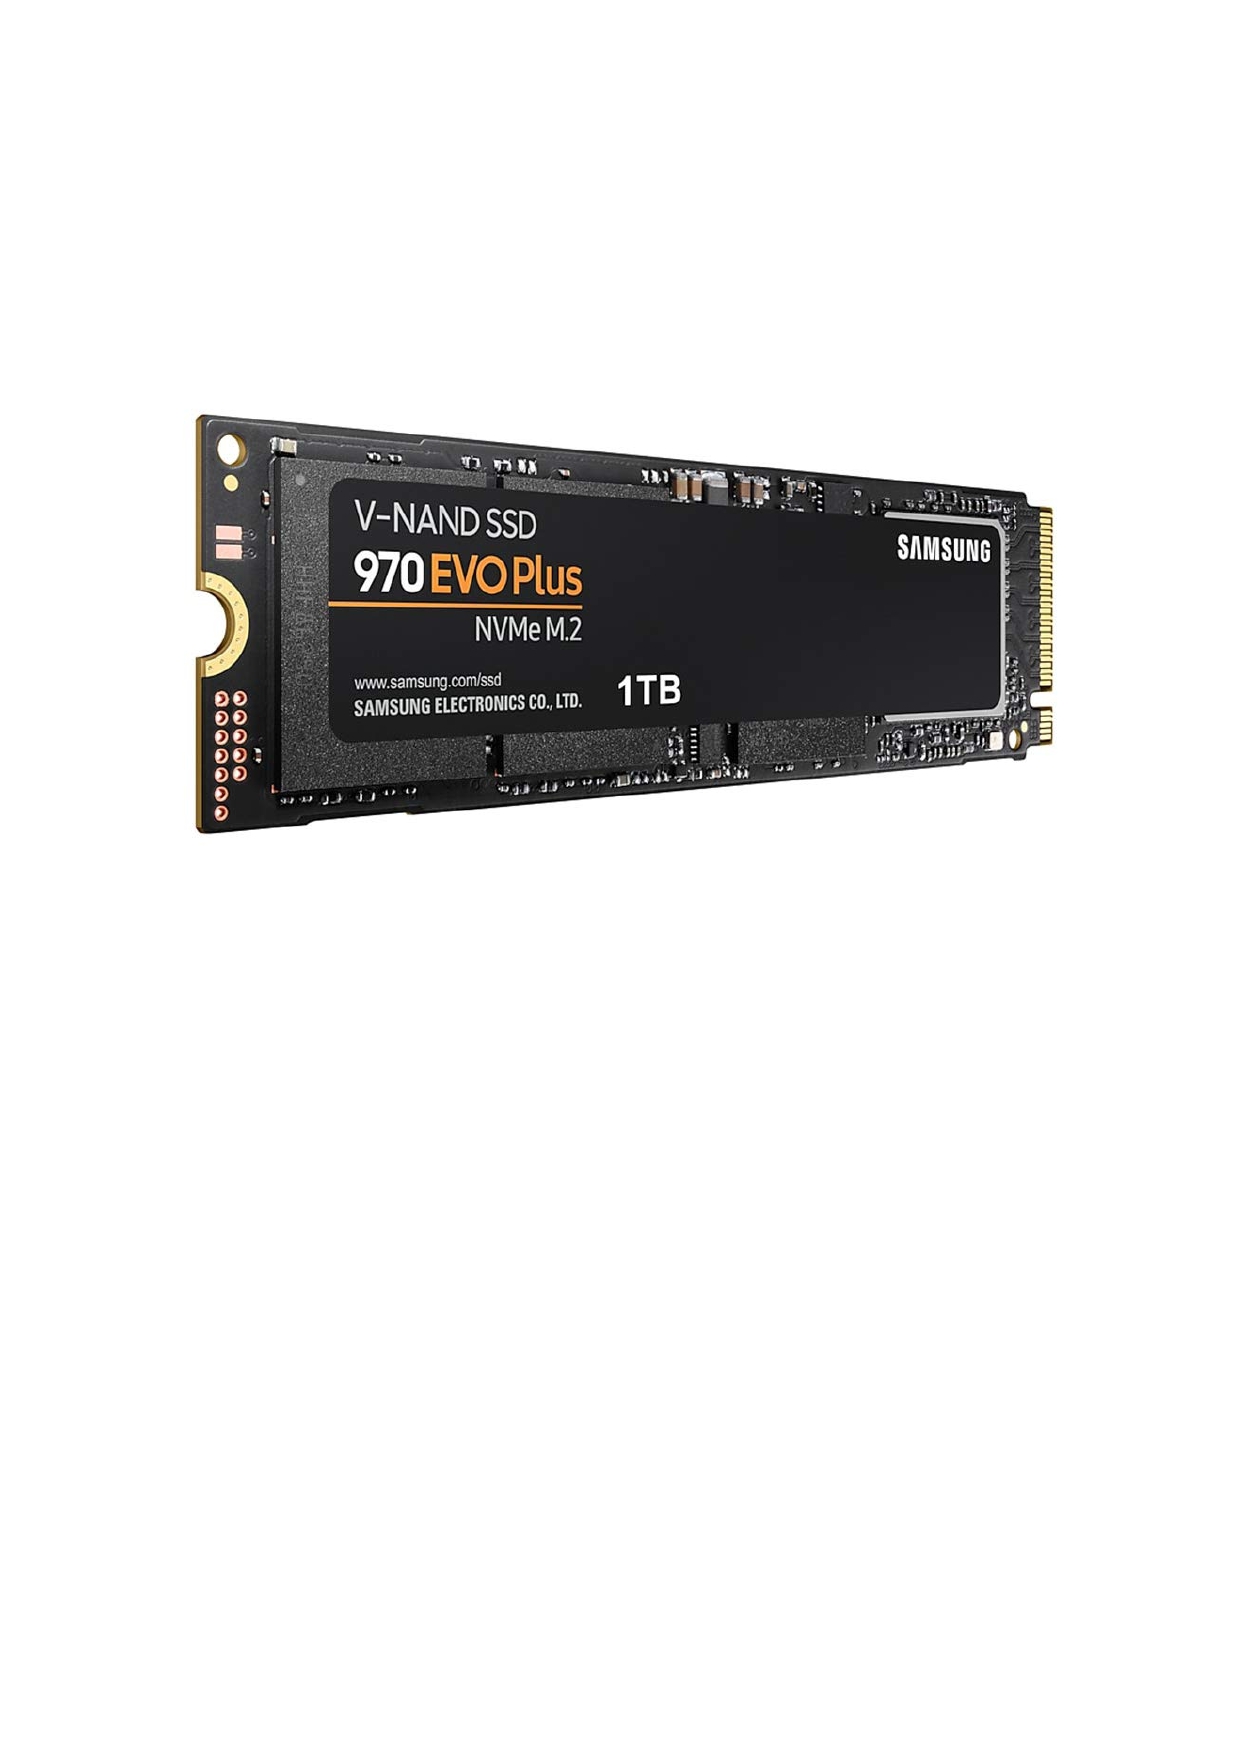 V-NAND SSD
970 EVO Plus
NVMe M.2
SAMSUNG
www.samsung.com/ssd
SAMSUNG ELECTRONICS CO., LTD.
1TB